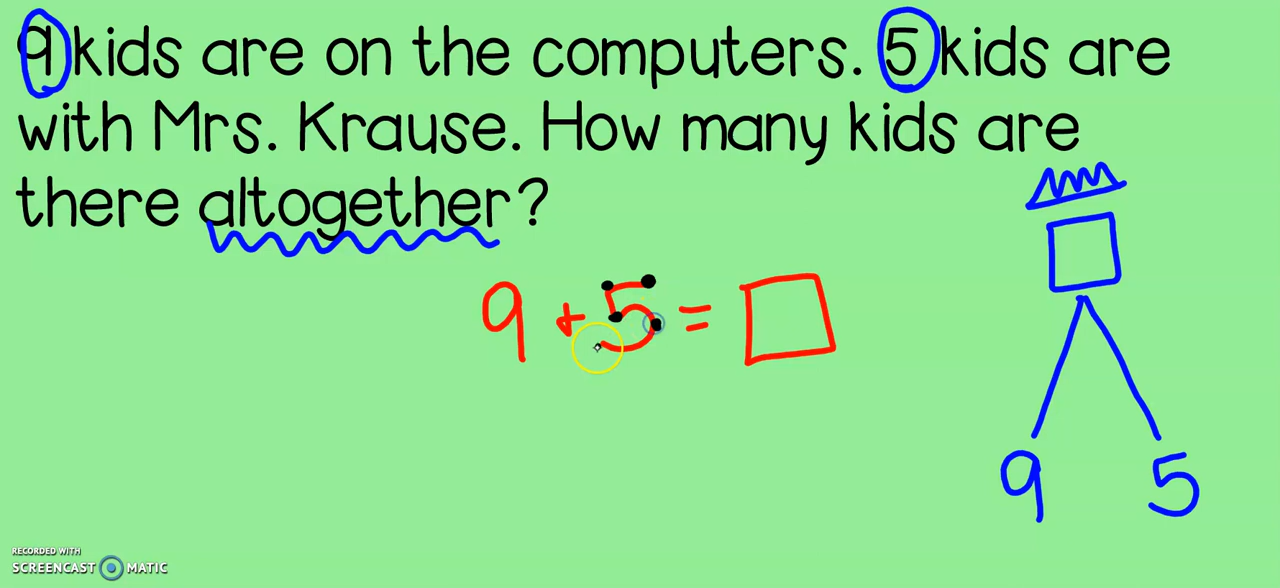 9 kids are on the computers. 5 kids are
with Mrs. Krause. How many kids are
there altogether?
9 + 5 = □
9 5
RECORDED WITH
SCREENCAST MATIC